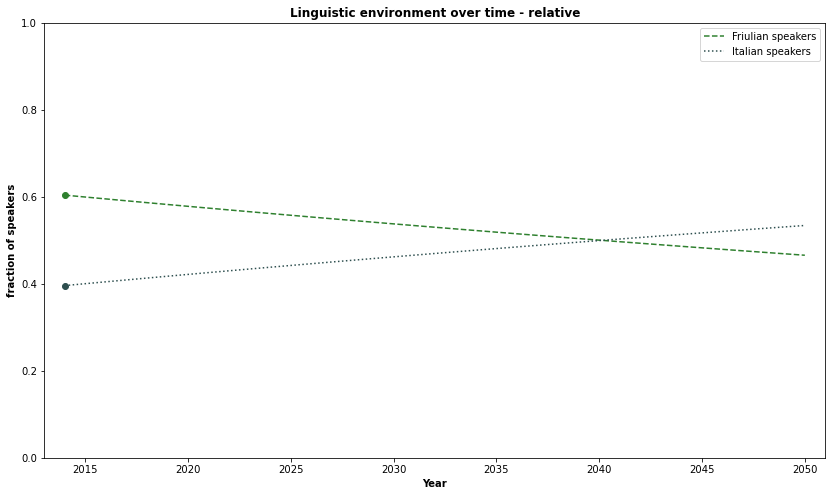 Linguistic environment over time - relative
1.0
Friulian speakers
Italian speakers
0.8
0.6
0.4
0.2
0.0
fraction of speakers
2015 2020 2025 2030 2035 2040 2045 2050
Year